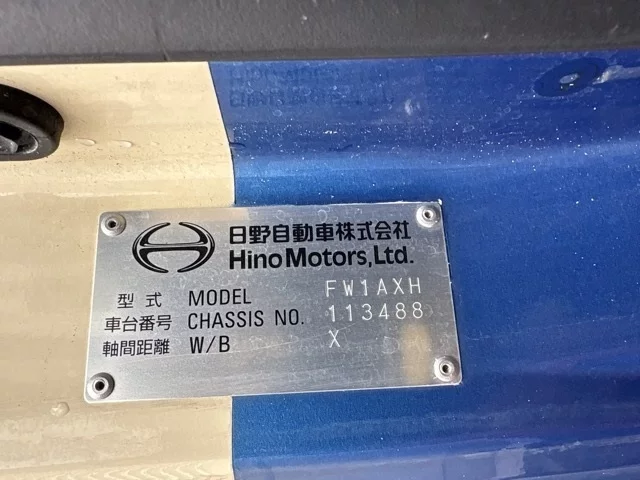 日野自動車株式会社
Hino Motors, Ltd.
型式 MODEL FW1AXH
車台番号 CHASSIS NO. 113488
軸間距離 W/B X